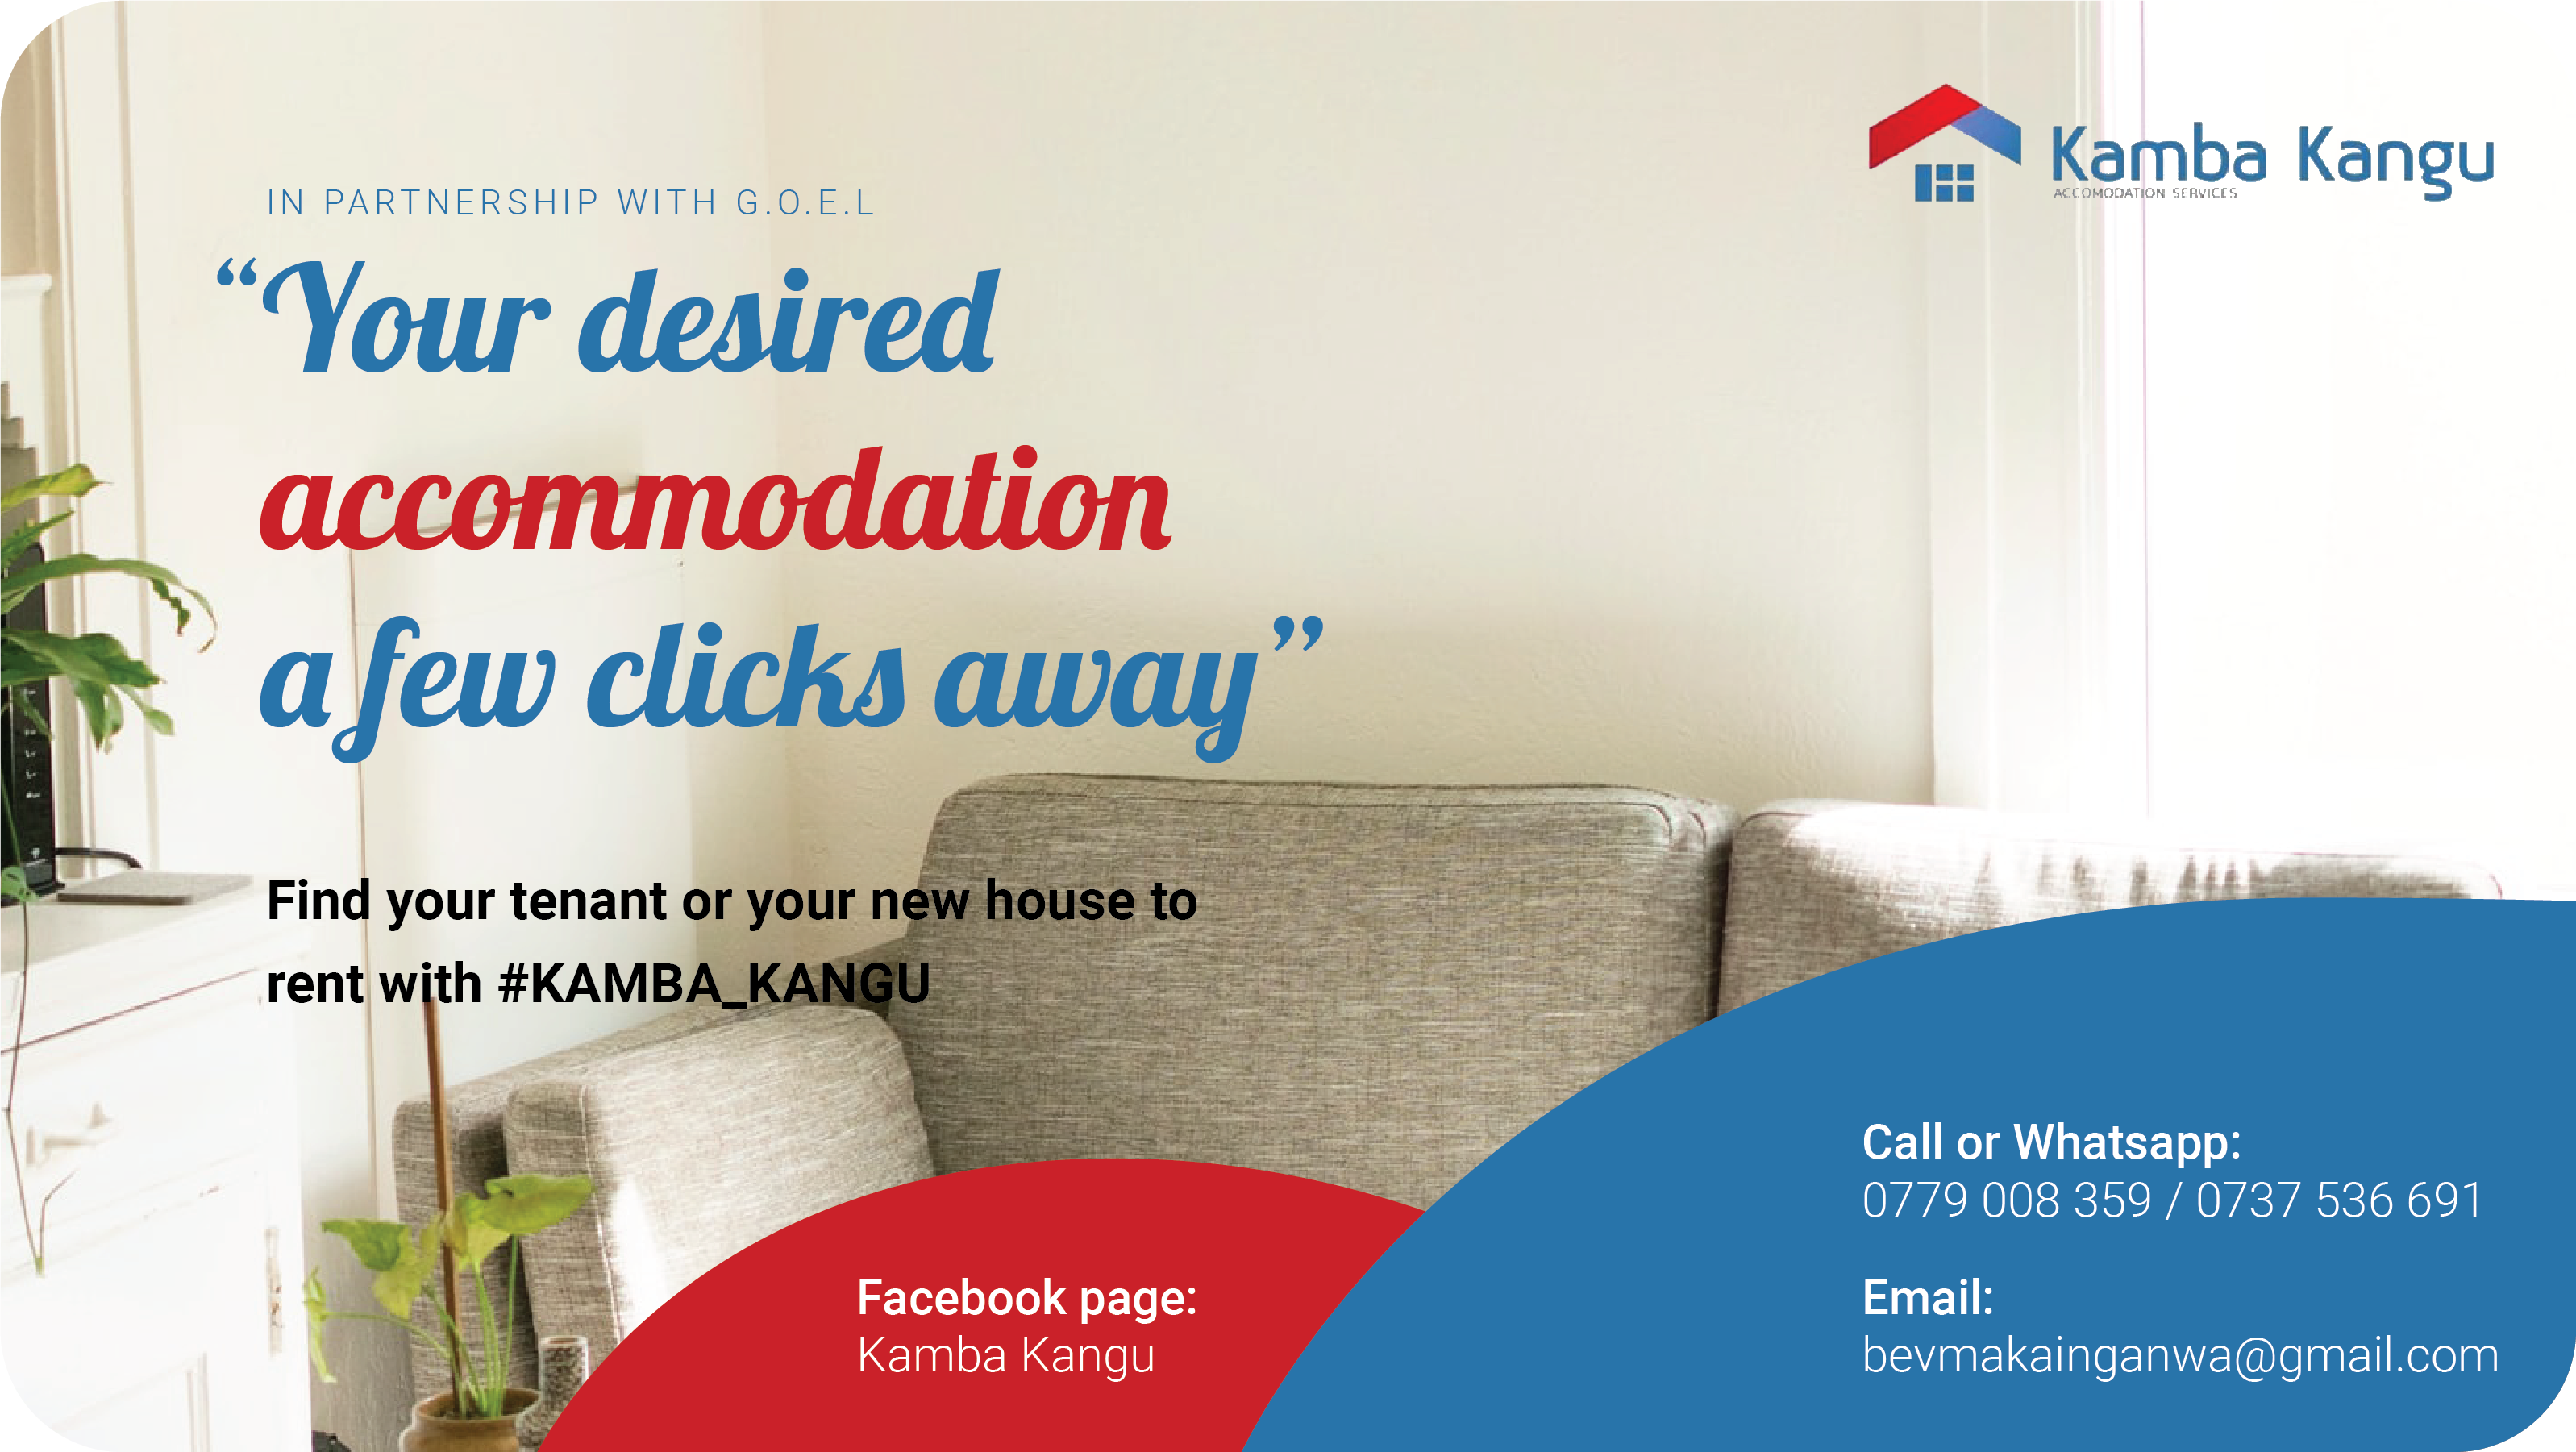 Kamba Kangu
ACCOMODATION SERVICES
IN PARTNERSHIP WITH G.O.E.L
“Your desired
accommodation
a few clicks away”
Find your tenant or your new house to
rent with #KAMBA_KANGU
Facebook page:
Kamba Kangu
Call or Whatsapp:
0779 008 359 / 0737 536 691
Email:
bevmakainganwa@gmail.com